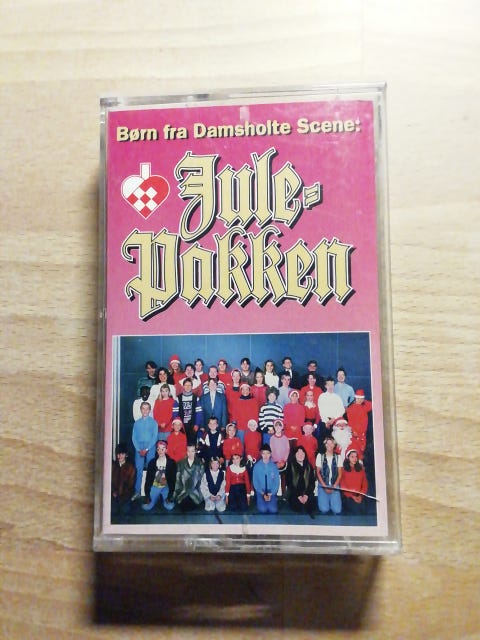 Børn fra Damsholte Scene:
Jule-
Pakken